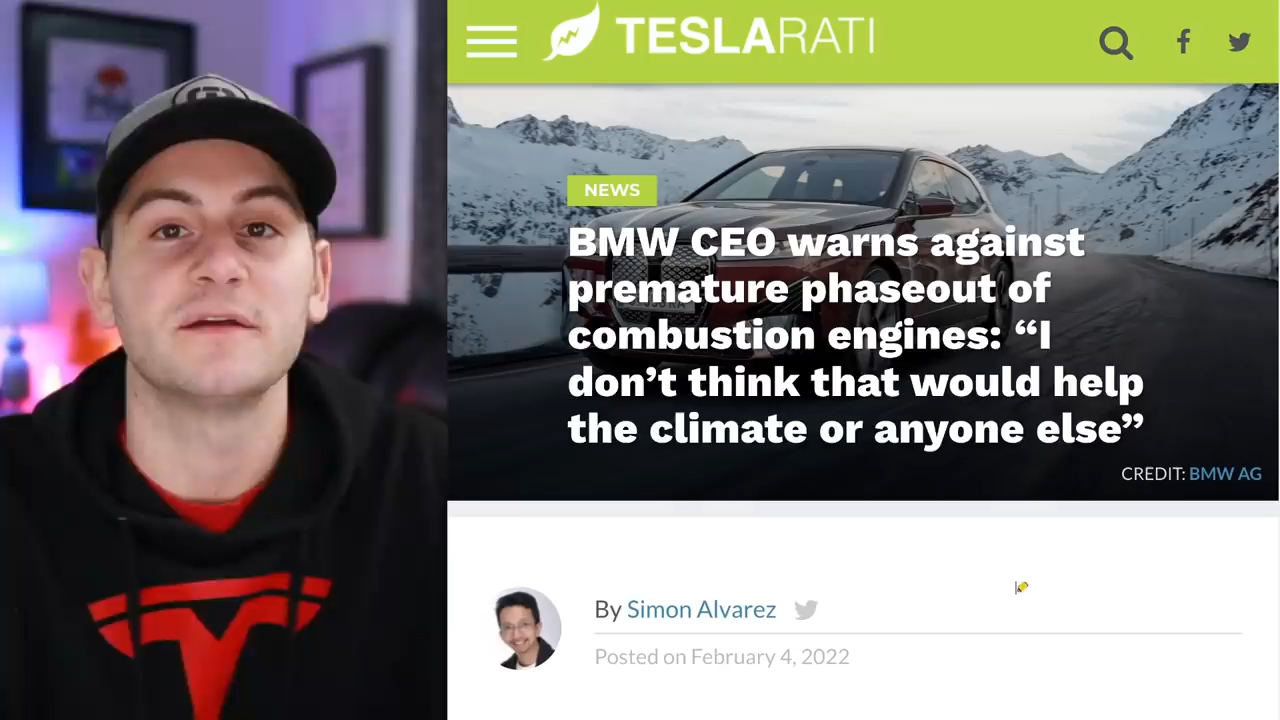 TESLARATI
NEWS
BMW CEO warns against
premature phaseout of
combustion engines: “I
don’t think that would help
the climate or anyone else”
CREDIT: BMW AG
By Simon Alvarez
Posted on February 4, 2022